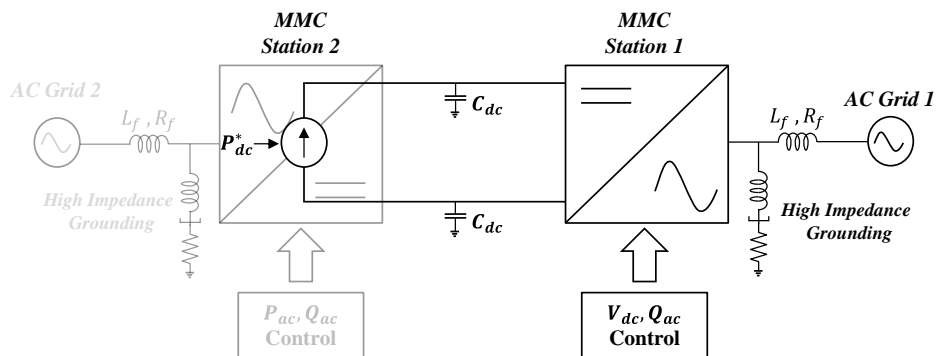 MMC
Station 2
MMC
Station 1
AC Grid 2
L_f , R_f
P*_dc
C_dc
C_dc
L_f , R_f
AC Grid 1
High Impedance
Grounding
High Impedance
Grounding
P_ac, Q_ac
Control
V_dc, Q_ac
Control